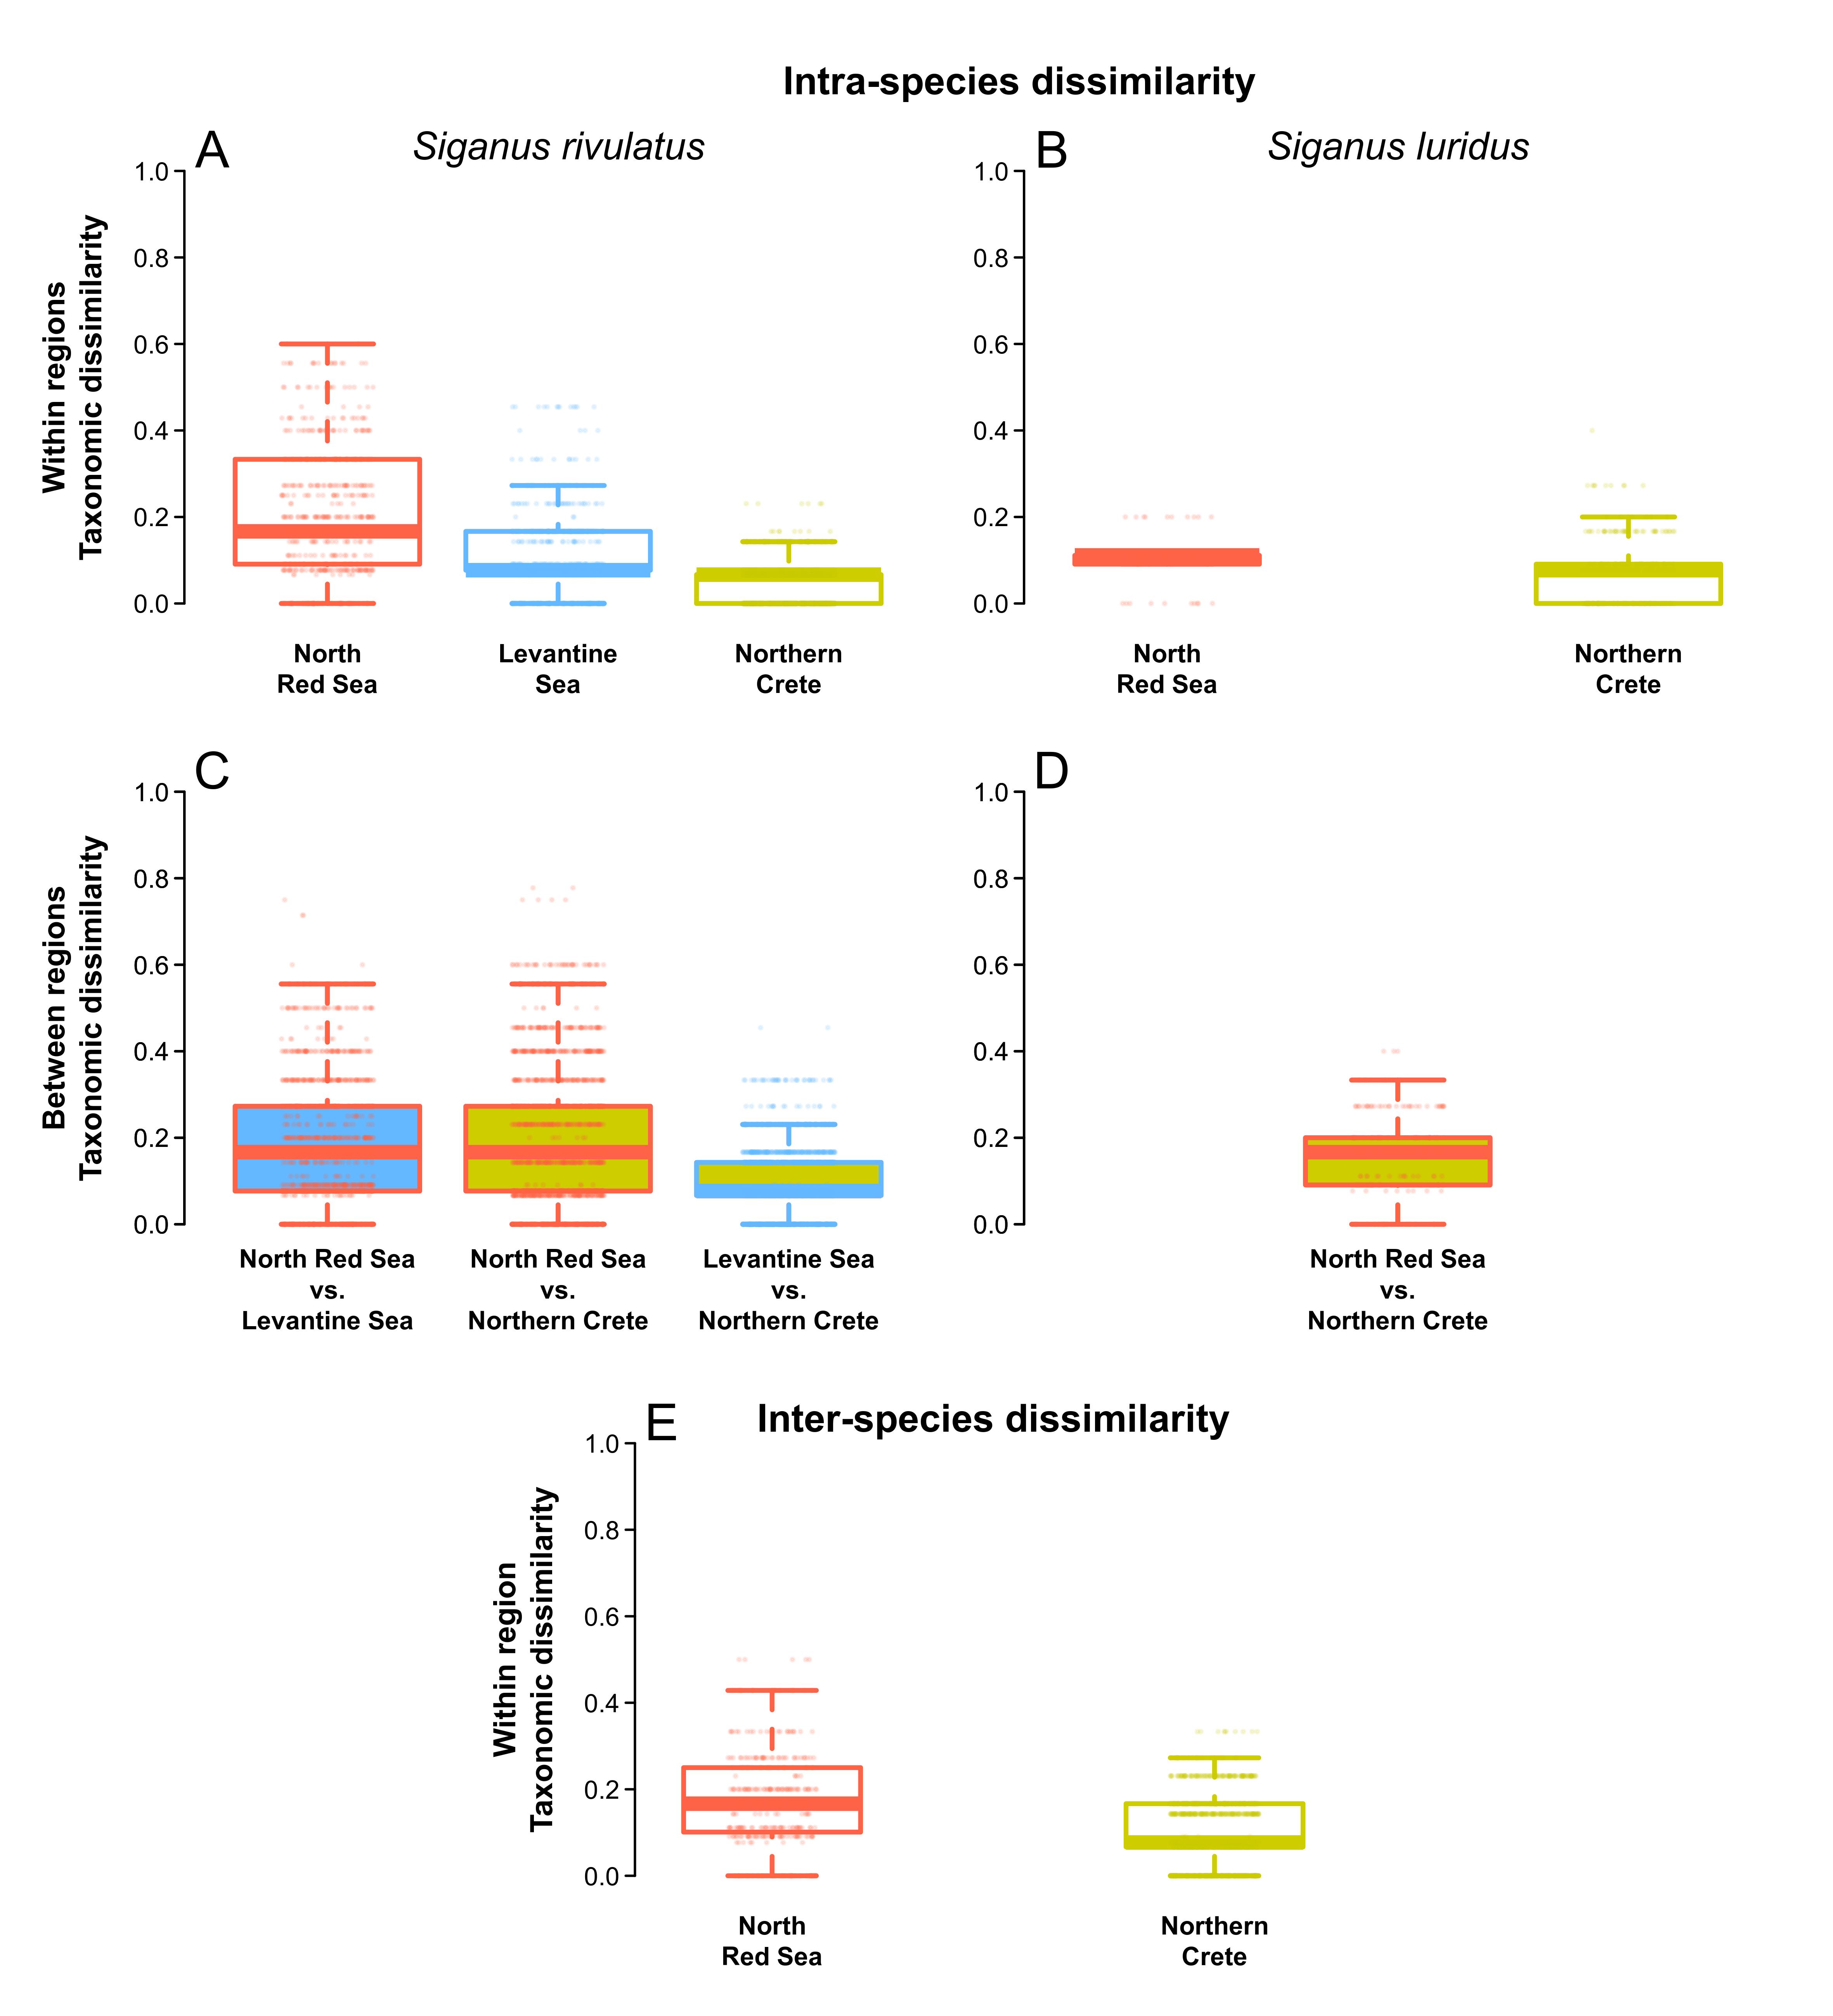 Intra-species dissimilarity
A
Siganus rivulatus
B
Siganus luridus
Within regions
Taxonomic dissimilarity
1.0
0.8
0.6
0.4
0.2
0.0
North
Red Sea
Levantine
Sea
Northern
Crete
1.0
0.8
0.6
0.4
0.2
0.0
North
Red Sea
Northern
Crete
C
D
Between regions
Taxonomic dissimilarity
1.0
0.8
0.6
0.4
0.2
0.0
North Red Sea
vs.
Levantine Sea
North Red Sea
vs.
Northern Crete
Levantine Sea
vs.
Northern Crete
1.0
0.8
0.6
0.4
0.2
0.0
North Red Sea
vs.
Northern Crete
E
Inter-species dissimilarity
Within region
Taxonomic dissimilarity
1.0
0.8
0.6
0.4
0.2
0.0
North
Red Sea
Northern
Crete